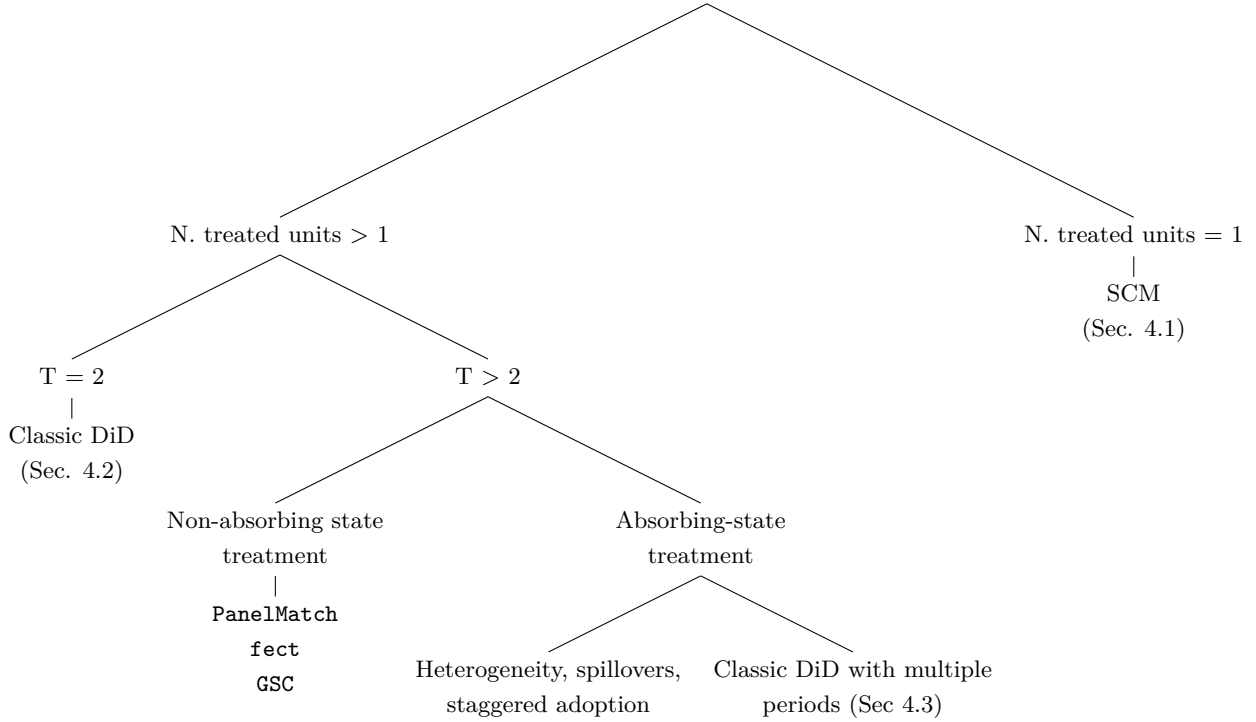 N. treated units > 1
N. treated units = 1
SCM
(Sec. 4.1)
T = 2
Classic DiD
(Sec. 4.2)
T > 2
Non-absorbing state
treatment
PanelMatch
fect
GSC
Absorbing-state
treatment
Heterogeneity, spillovers,
staggered adoption
Classic DiD with multiple
periods (Sec 4.3)